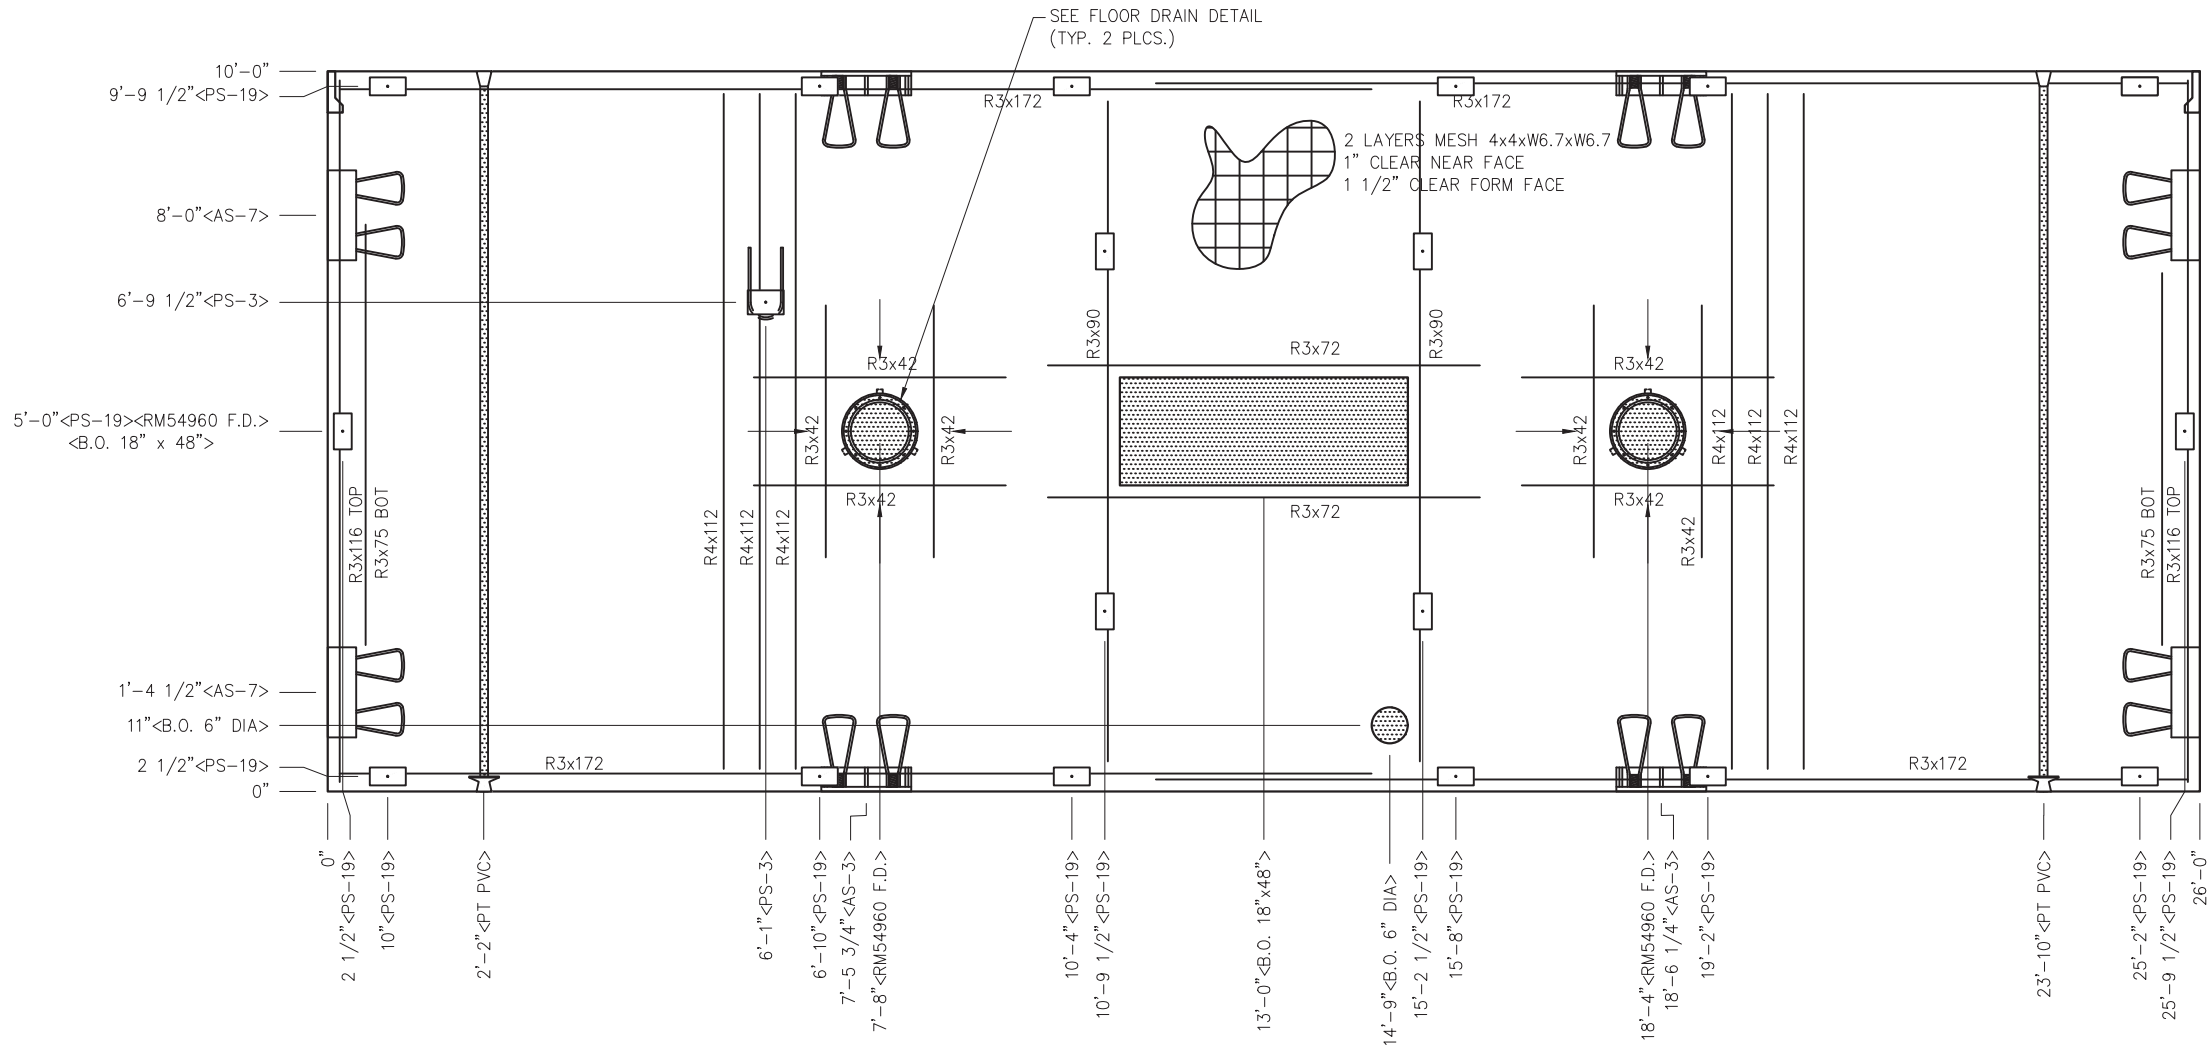 SEE FLOOR DRAIN DETAIL
(TYP. 2 PLCS.)
10'-0"
9'-9 1/2"<PS-19>
8'-0"<AS-7>
6'-9 1/2"<PS-3>
5'-0"<PS-19><RM54960 F.D.>
<B.O. 18" x 48">
1'-4 1/2"<AS-7>
11"<B.O. 6" DIA>
2 1/2"<PS-19>
0"
R3x172
R3x172
2 LAYERS MESH 4x4xW6.7xW6.7
1" CLEAR NEAR FACE
1 1/2" CLEAR FORM FACE
R3x116 TOP
R3x75 BOT
R4x112
R4x112
R4x112
R3x42
R3x42
R3x42
R3x42
R3x90
R3x72
R3x72
R3x90
R3x42
R3x42
R3x42
R3x42
R4x112
R4x112
R4x112
R3x75 BOT
R3x116 TOP
R3x172
R3x172
0"
2 1/2"<PS-19>
10"<PS-19>
2'-2"<PT PVC>
6'-1"<PS-3>
6'-10"<PS-19>
7'-5 3/4"<AS-3>
7'-8"<RM54960 F.D.>
10'-4"<PS-19>
10'-9 1/2"<PS-19>
13'-0"<B.O. 18"x48">
14'-9"<B.O. 6" DIA>
15'-2 1/2"<PS-19>
15'-8"<PS-19>
18'-4"<RM54960 F.D.>
18'-6 1/4"<AS-3>
19'-2"<PS-19>
23'-10"<PT PVC>
25'-2"<PS-19>
25'-9 1/2"<PS-19>
26'-0"